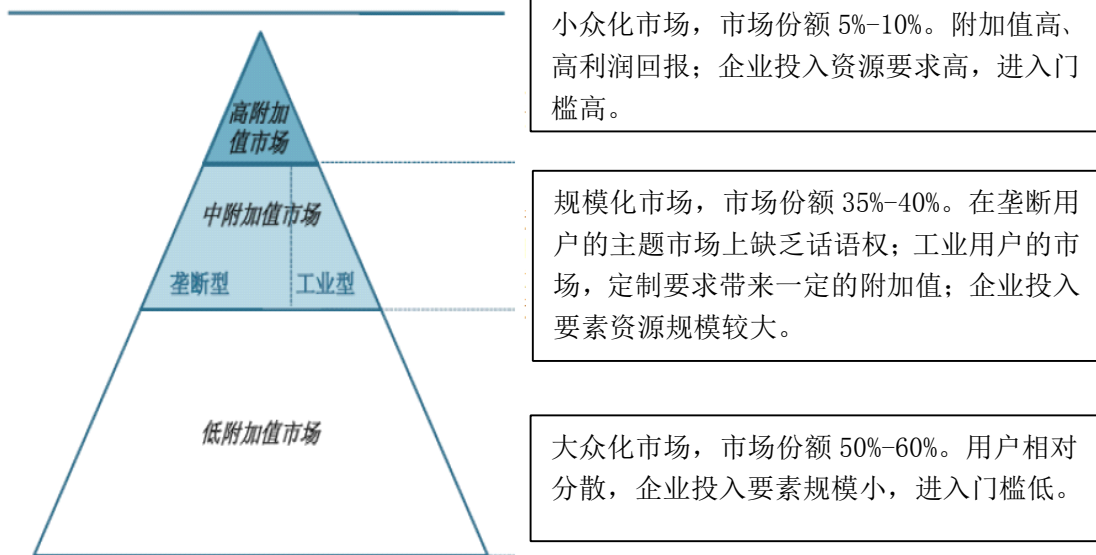 小众化市场，市场份额 5%-10%。附加值高、
高利润回报；企业投入资源要求高，进入门
槛高。
高附加
值市场
规模化市场，市场份额 35%-40%。在垄断用
户的主题市场上缺乏话语权；工业用户的市
场，定制要求带来一定的附加值；企业投入
要素资源规模较大。
中附加值市场
垄断型
工业型
低附加值市场
大众化市场，市场份额 50%-60%。用户相对
分散，企业投入要素规模小，进入门槛低。